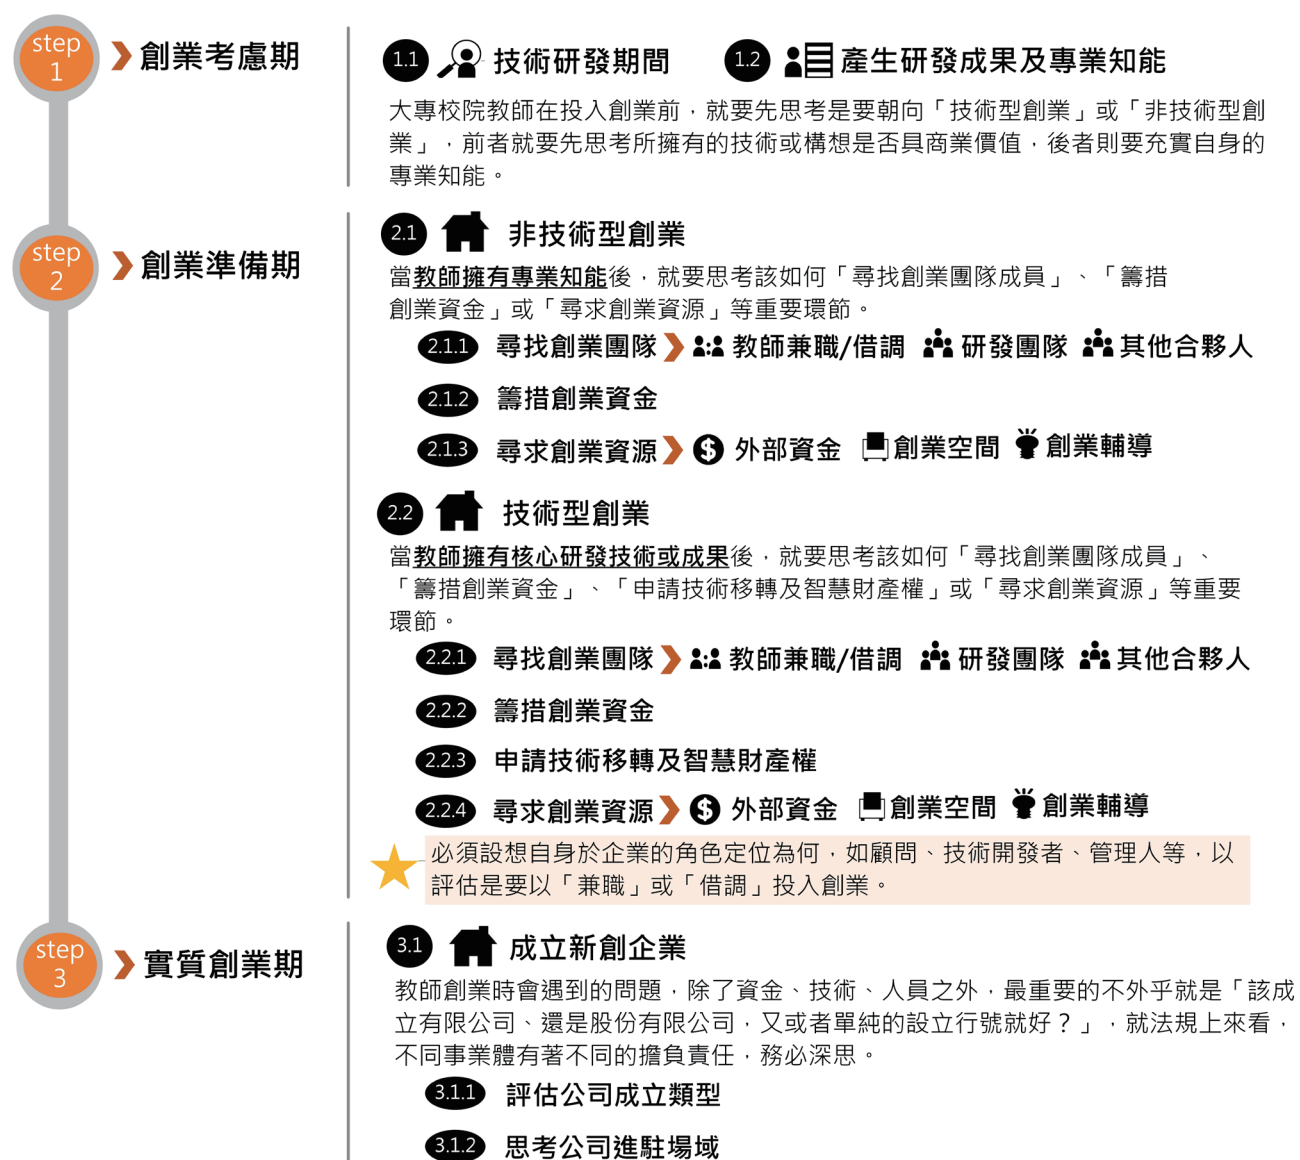 step
1
創業考慮期
1.1 技術研發期間 1.2 產生研發成果及專業知能
大專校院教師在投入創業前，就要先思考是要朝向「技術型創業」或「非技術型創
業」，前者就要先思考所擁有的技術或構想是否具商業價值，後者則要充實自身的
專業知能。
step
2
創業準備期
2.1 非技術型創業
當教師擁有專業知能後，就要思考該如何「尋找創業團隊成員」、「籌措
創業資金」或「尋求創業資源」等重要環節。
2.1.1 尋找創業團隊 教師兼職/借調 研發團隊 其他合夥人
2.1.2 籌措創業資金
2.1.3 尋求創業資源 $ 外部資金 創業空間 創業輔導
2.2 技術型創業
當教師擁有核心研發技術或成果後，就要思考該如何「尋找創業團隊成員」、
「籌措創業資金」、「申請技術移轉及智慧財產權」或「尋求創業資源」等重要
環節。
2.2.1 尋找創業團隊 教師兼職/借調 研發團隊 其他合夥人
2.2.2 籌措創業資金
2.2.3 申請技術移轉及智慧財產權
2.2.4 尋求創業資源 $ 外部資金 創業空間 創業輔導
必須設想自身於企業的角色定位為何，如顧問、技術開發者、管理人等，以
評估是要以「兼職」或「借調」投入創業。
step
3
實質創業期
3.1 成立新創企業
教師創業時會遇到的問題，除了資金、技術、人員之外，最重要的不外乎就是「該成
立有限公司、還是股份有限公司，又或者單純的設立行號就好？」，就法規上來看，
不同事業體有著不同的擔負責任，務必深思。
3.1.1 評估公司成立類型
3.1.2 思考公司進駐場域